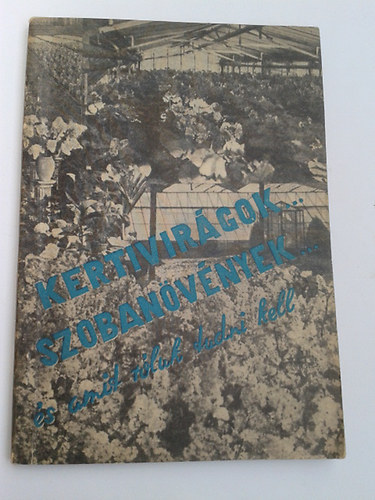 KERTIVIRÁGOK...
SZOBANÖVÉNYEK...
és amit róluk tudni kell